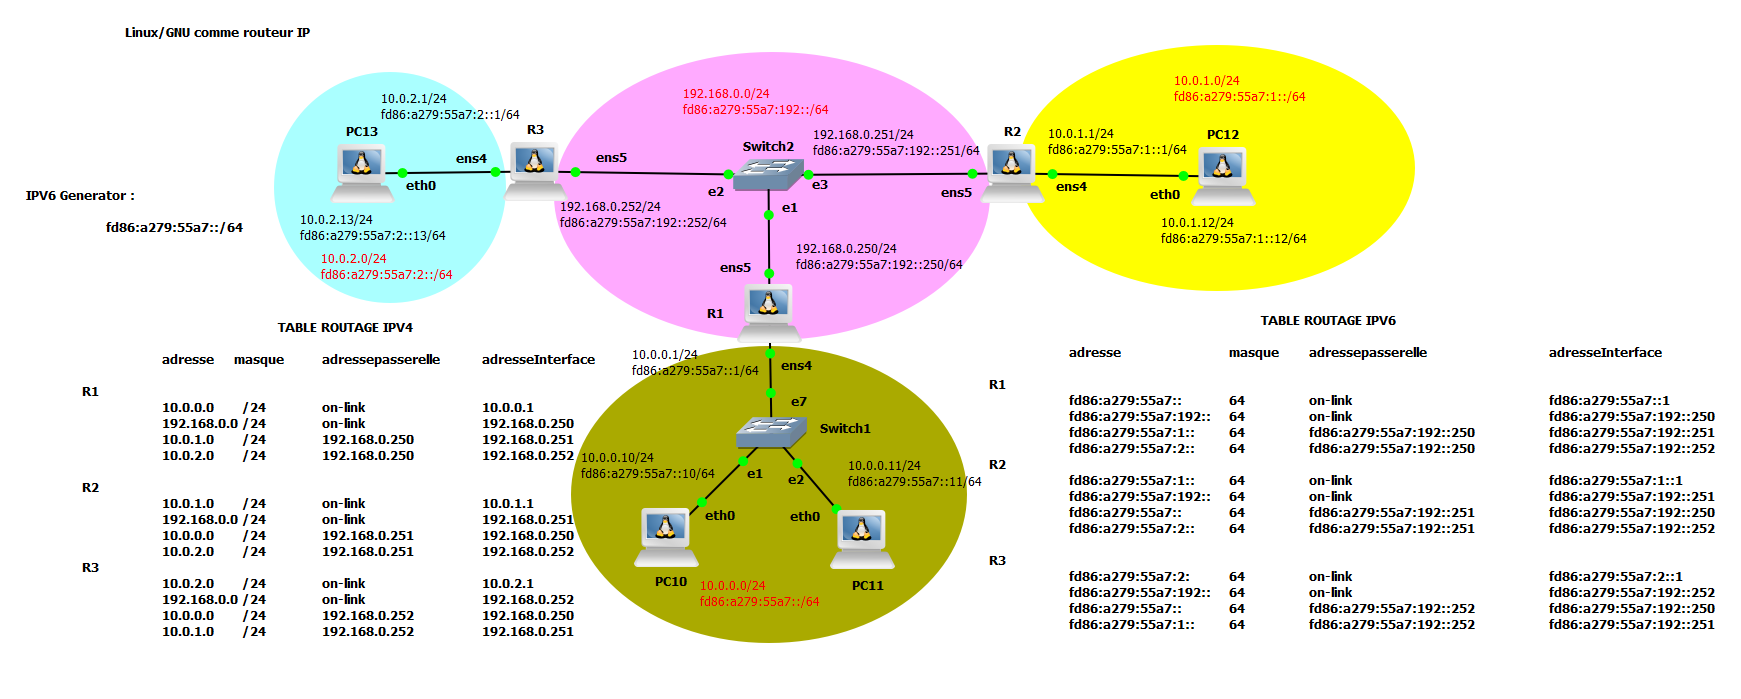 Linux/GNU comme routeur IP
10.0.2.1/24
fd86:a279:55a7:2::1/64
PC13
R3
ens4
eth0
10.0.2.13/24
fd86:a279:55a7:2::13/64
10.0.2.0/24
fd86:a279:55a7:2::/64
IPV6 Generator :
fd86:a279:55a7::/64
192.168.0.0/24
fd86:a279:55a7:192::/64
Switch2
192.168.0.251/24
fd86:a279:55a7:192::251/64
ens5
e2
e3
e1
ens5
192.168.0.252/24
fd86:a279:55a7:192::252/64
192.168.0.250/24
fd86:a279:55a7:192::250/64
ens5
R1
10.0.1.0/24
fd86:a279:55a7:1::/64
R2
10.0.1.1/24
fd86:a279:55a7:1::1/64
PC12
ens4
eth0
10.0.1.12/24
fd86:a279:55a7:1::12/64
10.0.0.1/24
fd86:a279:55a7::1/64
ens4
e7
Switch1
10.0.0.10/24
fd86:a279:55a7::10/64
e1
e2
10.0.0.11/24
fd86:a279:55a7::11/64
eth0
eth0
PC10
PC11
10.0.0.0/24
fd86:a279:55a7::/64
TABLE ROUTAGE IPV4
adresse masque adressepasserelle adresseInterface
R1
10.0.0.0 /24 on-link 10.0.0.1
192.168.0.0 /24 on-link 192.168.0.250
10.0.1.0 /24 192.168.0.250 192.168.0.251
10.0.2.0 /24 192.168.0.250 192.168.0.252
R2
10.0.1.0 /24 on-link 10.0.1.1
192.168.0.0 /24 on-link 192.168.0.251
10.0.0.0 /24 192.168.0.251 192.168.0.250
10.0.2.0 /24 192.168.0.251 192.168.0.252
R3
10.0.2.0 /24 on-link 10.0.2.1
192.168.0.0 /24 on-link 192.168.0.252
10.0.0.0 /24 192.168.0.252 192.168.0.250
10.0.1.0 /24 192.168.0.252 192.168.0.251
TABLE ROUTAGE IPV6
adresse masque adressepasserelle adresseInterface
R1
fd86:a279:55a7:: 64 on-link fd86:a279:55a7::1
fd86:a279:55a7:192:: 64 on-link fd86:a279:55a7:192::250
fd86:a279:55a7:1:: 64 fd86:a279:55a7:192::250 fd86:a279:55a7:192::251
fd86:a279:55a7:2:: 64 fd86:a279:55a7:192::250 fd86:a279:55a7:192::252
R2
fd86:a279:55a7:1:: 64 on-link fd86:a279:55a7:1::1
fd86:a279:55a7:192:: 64 on-link fd86:a279:55a7:192::251
fd86:a279:55a7:: 64 fd86:a279:55a7:192::251 fd86:a279:55a7:192::250
fd86:a279:55a7:2:: 64 fd86:a279:55a7:192::251 fd86:a279:55a7:192::252
R3
fd86:a279:55a7:2: 64 on-link fd86:a279:55a7:2::1
fd86:a279:55a7:192:: 64 on-link fd86:a279:55a7:192::252
fd86:a279:55a7:: 64 fd86:a279:55a7:192::252 fd86:a279:55a7:192::250
fd86:a279:55a7:1:: 64 fd86:a279:55a7:192::252 fd86:a279:55a7:192::251